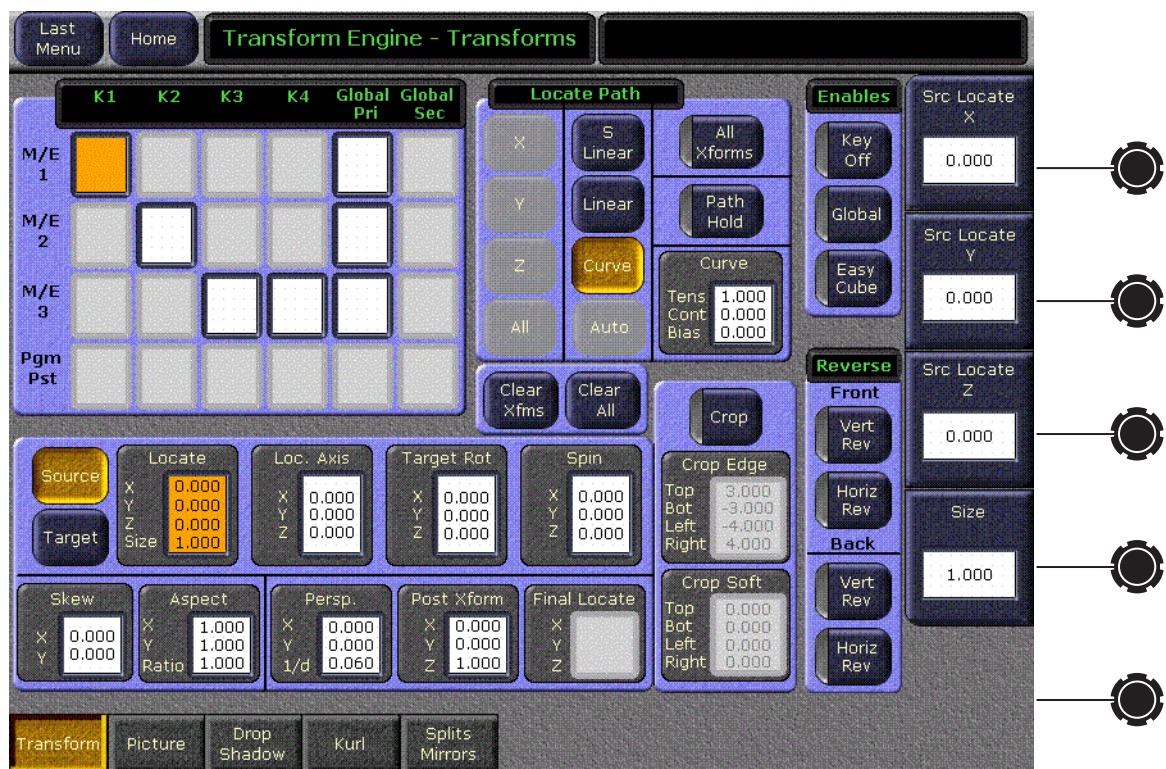 Last Menu
Home
Transform Engine - Transforms
K1 K2 K3 K4 Global Pri Global Sec
M/E 1
M/E 2
M/E 3
Pgm Pst
Locate Path
X
Y
Z
All
S Linear
Linear
Curve
Auto
All Xforms
Path Hold
Curve
Tens 1.000
Cont 0.000
Bias 0.000
Clear Xfms
Clear All
Enables
Key Off
Global
Easy Cube
Reverse
Front
Vert Rev
Horiz Rev
Back
Vert Rev
Horiz Rev
Src Locate X
0.000
Src Locate Y
0.000
Src Locate Z
0.000
Size
1.000
Source
Target
Locate
X 0.000
Y 0.000
Z 0.000
Size 1.000
Loc. Axis
X 0.000
Y 0.000
Z 0.000
Target Rot
X 0.000
Y 0.000
Z 0.000
Spin
X 0.000
Y 0.000
Z 0.000
Crop
Crop Edge
Top 3.000
Bot -3.000
Left -4.000
Right 4.000
Crop Soft
Top 0.000
Bot 0.000
Left 0.000
Right 0.000
Skew
X 0.000
Y 0.000
Aspect
X 1.000
Y 1.000
Ratio 1.000
Persp.
X 0.000
Y 0.000
1/d 0.060
Post Xform
X 0.000
Y 0.000
Z 1.000
Final Locate
X
Y
Z
Transform
Picture
Drop Shadow
Kurl
Splits Mirrors